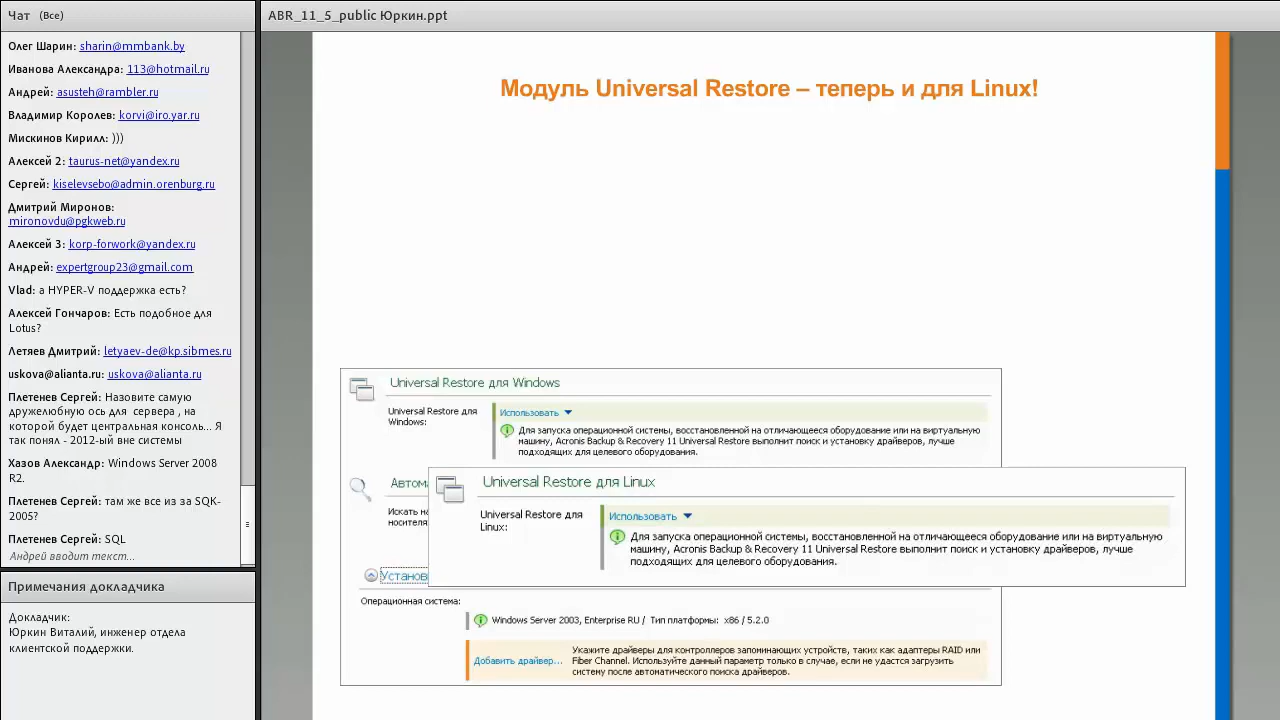 Чат (Все)
ABR_11_5_public Юркин.ppt
Олег Шарин: sharin@mmbank.by
Иванова Александра: 113@hotmail.ru
Андрей: asusteh@rambler.ru
Владимир Королев: korvi@iro.yar.ru
Мискинов Кирилл: )))
Алексей 2: taurus-net@yandex.ru
Сергей: kiselevsebo@admin.orenburg.ru
Дмитрий Миронов:
mironovdu@pgkweb.ru
Алексей 3: korp-forwork@yandex.ru
Андрей: expertgroup23@gmail.com
Vlad: а HYPER-V поддержка есть?
Алексей Гончаров: Есть подобное для
Lotus?
Летяев Дмитрий: letyaev-de@kp.sibmes.ru
uskova@alianta.ru: uskova@alianta.ru
Плетенев Сергей: Назовите самую
дружелюбную ось для сервера , на
которой будет центральная консоль... Я
так понял - 2012-ый вне системы
Хазов Александр: Windows Server 2008
R2.
Плетенев Сергей: там же все из за SQK-
2005?
Плетенев Сергей: SQL
Андрей вводит текст...
Примечания докладчика
Докладчик:
Юркин Виталий, инженер отдела
клиентской поддержки.
Модуль Universal Restore – теперь и для Linux!
Universal Restore для Windows
Universal Restore для
Windows:
Использовать
Для запуска операционной системы, восстановленной на отличающееся оборудование или на виртуальную
машину, Acronis Backup & Recovery 11 Universal Restore выполнит поиск и установку драйверов, лучше
подходящих для целевого оборудования.
Автома
Искать на
носителя
Universal Restore для Linux
Universal Restore для
Linux:
Использовать
Для запуска операционной системы, восстановленной на отличающееся оборудование или на виртуальную
машину, Acronis Backup & Recovery 11 Universal Restore выполнит поиск и установку драйверов, лучше
подходящих для целевого оборудования.
Установ
Операционная система:
Windows Server 2003, Enterprise RU / Тип платформы: x86 / 5.2.0
Добавить драйвер...
Укажите драйверы для контроллеров запоминающих устройств, таких как адаптеры RAID или
Fiber Channel. Используйте данный параметр только в случае, если не удастся загрузить
систему после автоматического поиска драйверов.